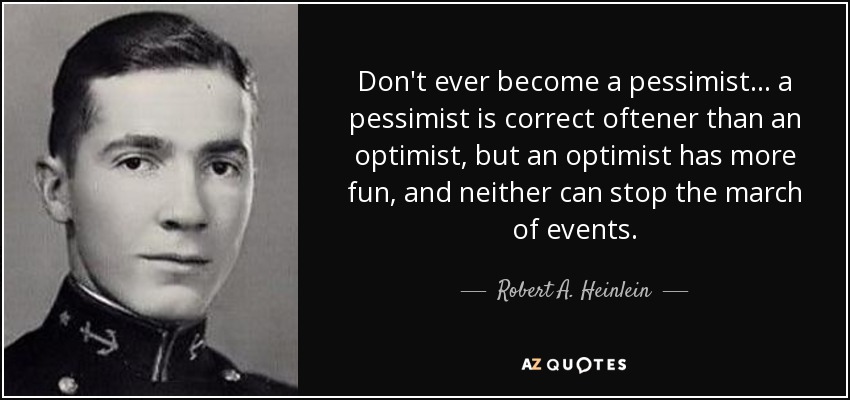 Don't ever become a pessimist... a
pessimist is correct oftener than an
optimist, but an optimist has more
fun, and neither can stop the march
of events.
Robert A. Heinlein
AZ QUOTES